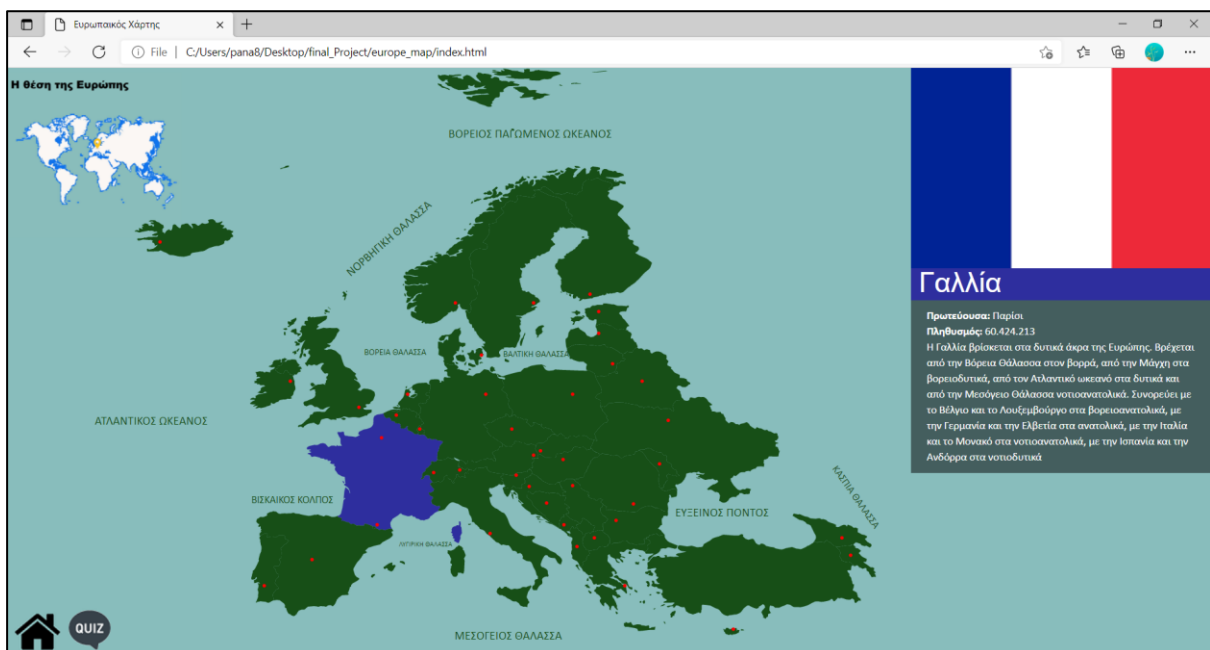 Ευρωπαικός Χάρτης
File | C:/Users/pana8/Desktop/final_Project/europe_map/index.html
Η θέση της Ευρώπης
ΒΟΡΕΙΟΣ ΠΑΓΩΜΕΝΟΣ ΩΚΕΑΝΟΣ
ΝΟΡΒΗΓΙΚΗ ΘΑΛΑΣΣΑ
ΒΟΡΕΙΑ ΘΑΛΑΣΣΑ
ΒΑΛΤΙΚΗ ΘΑΛΑΣΣΑ
ΑΤΛΑΝΤΙΚΟΣ ΩΚΕΑΝΟΣ
ΒΙΣΚΑΙΚΟΣ ΚΟΛΠΟΣ
ΛΙΓΙΡΙΚΗ ΘΑΛΑΣΣΑ
ΕΥΞΕΙΝΟΣ ΠΟΝΤΟΣ
ΚΑΣΠΙΑ ΘΑΛΑΣΣΑ
ΜΕΣΟΓΕΙΟΣ ΘΑΛΑΣΣΑ
QUIZ
Γαλλία
Πρωτεύουσα: Παρίσι
Πληθυσμός: 60.424.213
Η Γαλλία βρίσκεται στα δυτικά άκρα της Ευρώπης. Βρέχεται
από την Βόρεια Θάλασσα στον βορρά, από την Μάγχη στα
βορειοδυτικά, από τον Ατλαντικό ωκεανό στα δυτικά και
από την Μεσόγειο Θάλασσα νοτιοανατολικά. Συνορεύει με
το Βέλγιο και το Λουξεμβούργο στα βορειοανατολικά, με
την Γερμανία και την Ελβετία στα ανατολικά, με την Ιταλία
και το Μονακό στα νοτιοανατολικά, με την Ισπανία και την
Ανδόρρα στα νοτιοδυτικά